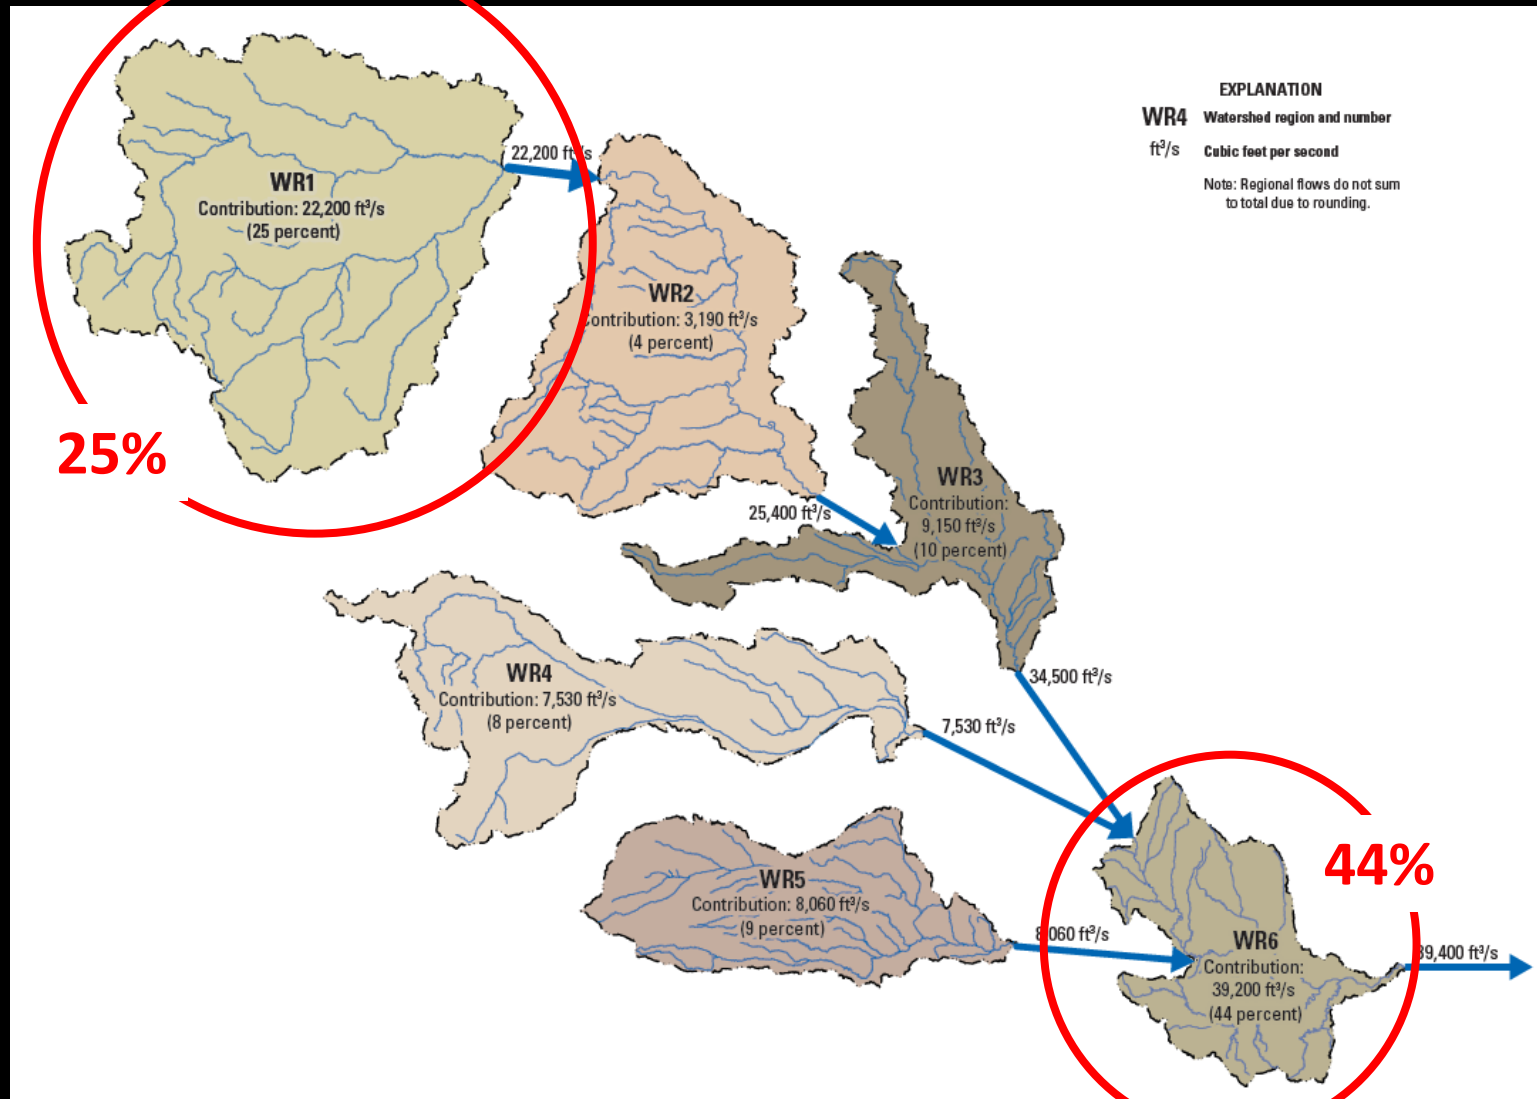 EXPLANATION
WR4 Watershed region and number
ft³/s Cubic feet per second
Note: Regional flows do not sum
to total due to rounding.
22,200 ft³/s
WR1
Contribution: 22,200 ft³/s
(25 percent)
25%
WR2
Contribution: 3,190 ft³/s
(4 percent)
25,400 ft³/s
WR3
Contribution:
9,150 ft³/s
(10 percent)
34,500 ft³/s
WR4
Contribution: 7,530 ft³/s
(8 percent)
7,530 ft³/s
WR5
Contribution: 8,060 ft³/s
(9 percent)
8,060 ft³/s
44%
WR6
Contribution:
39,200 ft³/s
(44 percent)
89,400 ft³/s